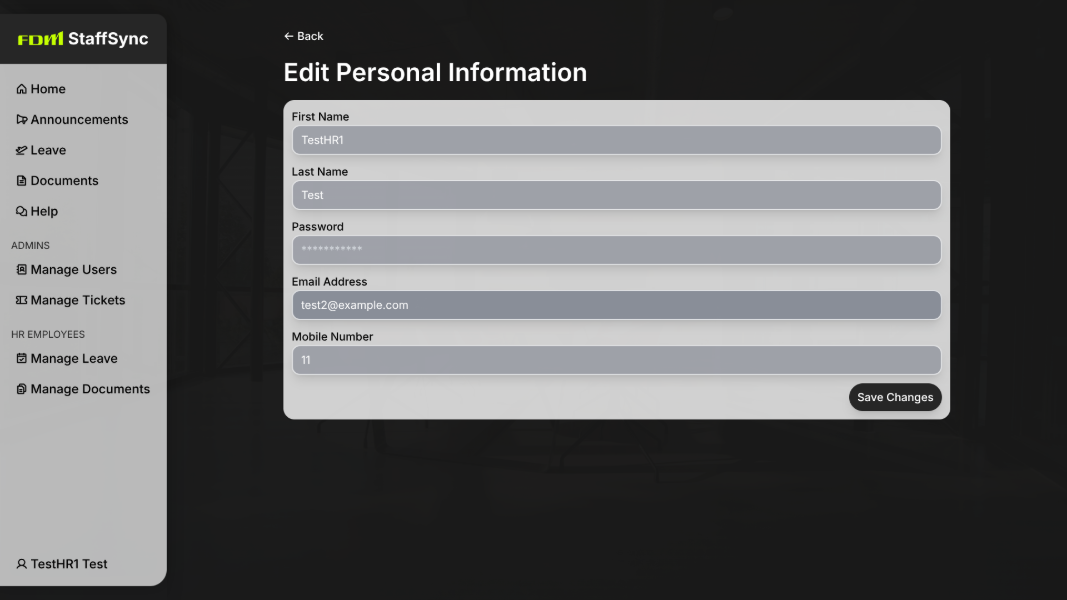 FDM StaffSync
Home
Announcements
Leave
Documents
Help
ADMINS
Manage Users
Manage Tickets
HR EMPLOYEES
Manage Leave
Manage Documents
TestHR1 Test
← Back
Edit Personal Information
First Name
TestHR1
Last Name
Test
Password
***********
Email Address
test2@example.com
Mobile Number
11
Save Changes